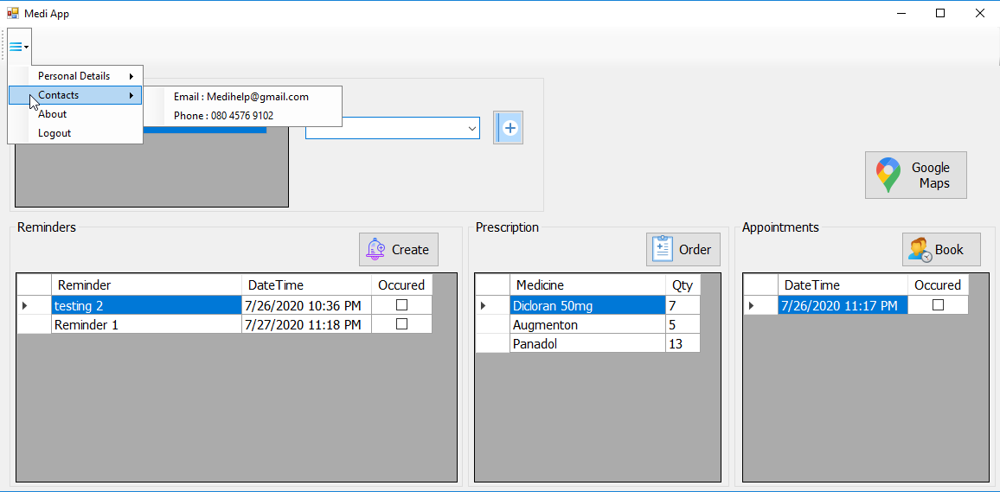 Medi App
Personal Details
Contacts
Email : Medihelp@gmail.com
Phone : 080 4576 9102
About
Logout
Google
Maps
Reminders
Create
Reminder DateTime Occured
testing 2 7/26/2020 10:36 PM
Reminder 1 7/27/2020 11:18 PM
Prescription
Order
Medicine Qty
Dicloran 50mg 7
Augmenton 5
Panadol 13
Appointments
Book
DateTime Occured
7/26/2020 11:17 PM